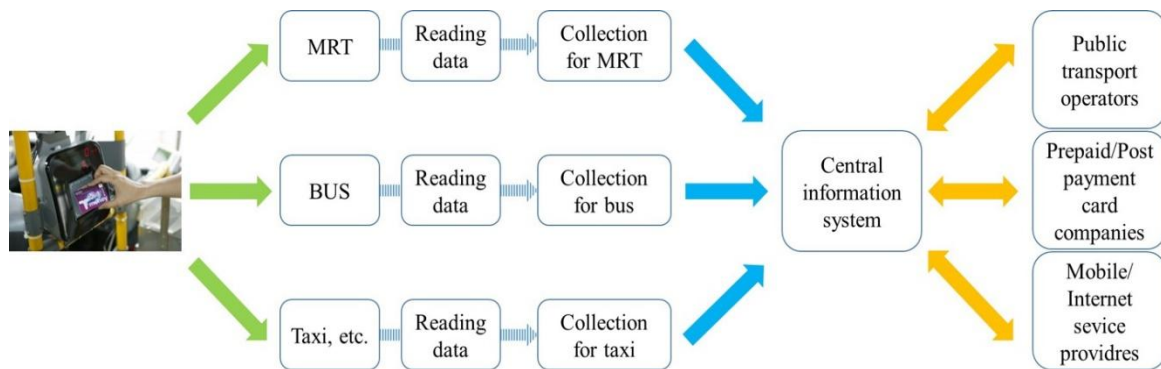 MRT
Reading
data
Collection
for MRT
BUS
Reading
data
Collection
for bus
Taxi, etc.
Reading
data
Collection
for taxi
Central
information
system
Public
transport
operators
Prepaid/Post
payment
card
companies
Mobile/
Internet
sevice
providres